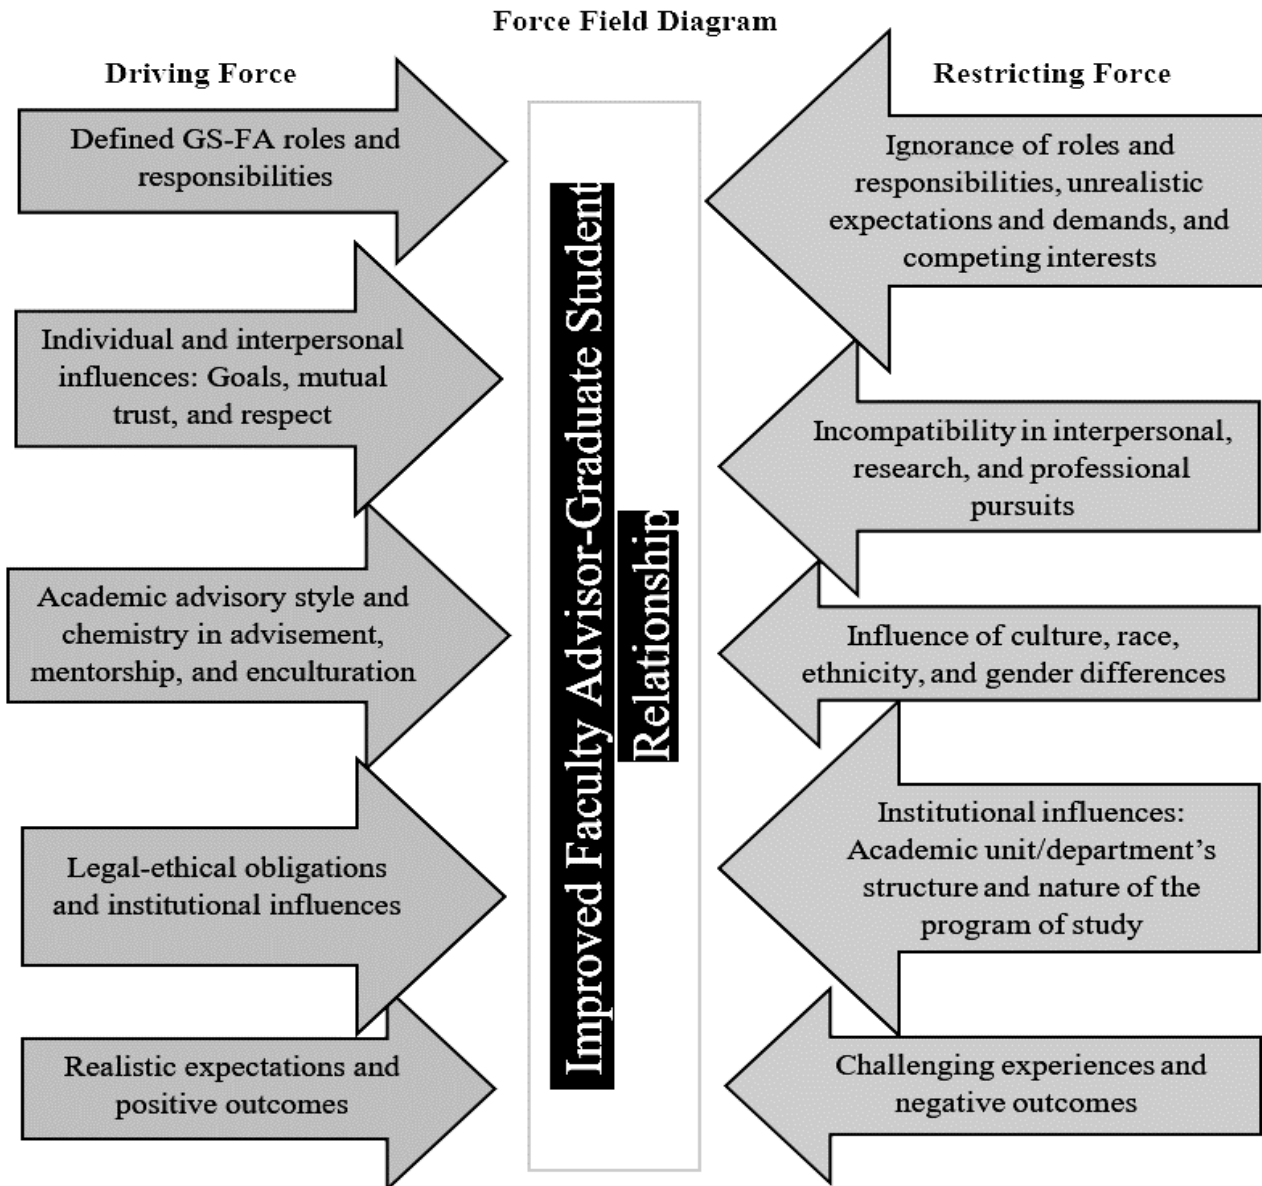 Force Field Diagram
Driving Force
Defined GS-FA roles and
responsibilities
Individual and interpersonal
influences: Goals, mutual
trust, and respect
Academic advisory style and
chemistry in advisement,
mentorship, and enculturation
Legal-ethical obligations
and institutional influences
Realistic expectations and
positive outcomes
Improved Faculty Advisor-Graduate Student
Relationship
Restricting Force
Ignorance of roles and
responsibilities, unrealistic
expectations and demands, and
competing interests
Incompatibility in interpersonal,
research, and professional
pursuits
Influence of culture, race,
ethnicity, and gender differences
Institutional influences:
Academic unit/department’s
structure and nature of the
program of study
Challenging experiences and
negative outcomes